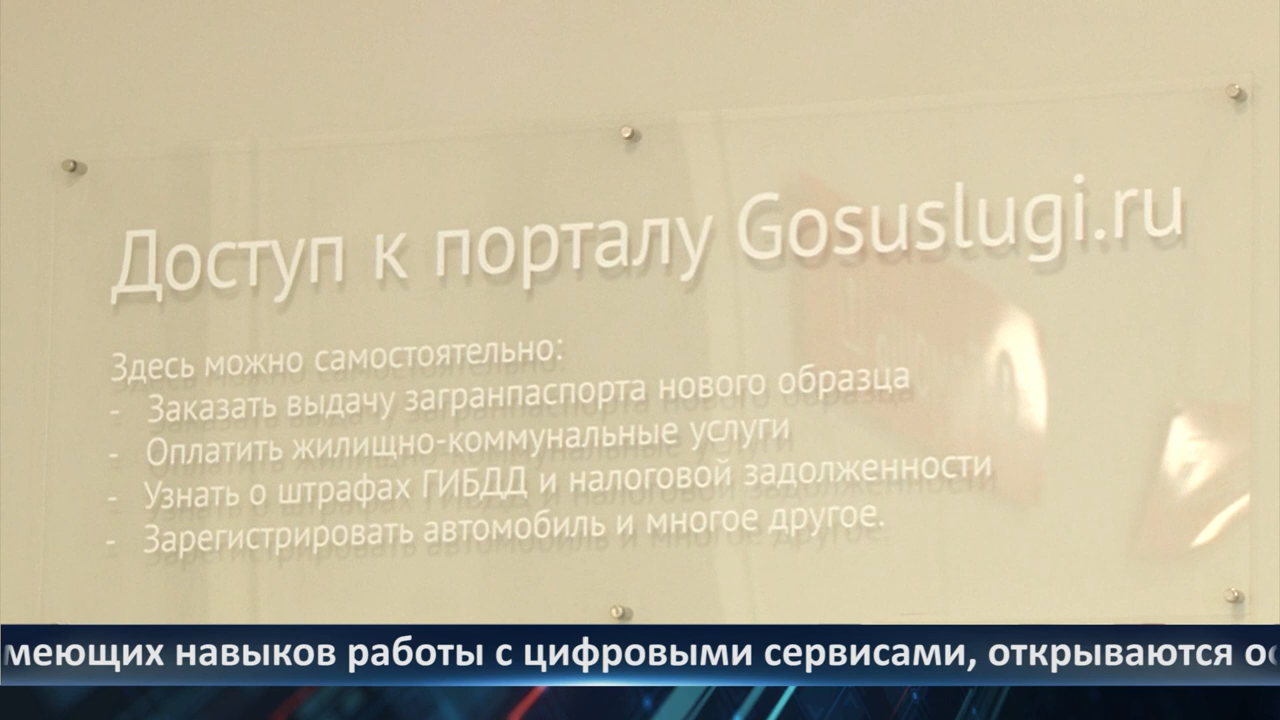 Доступ к порталу Gosuslugi.ru
Здесь можно самостоятельно:
- Заказать выдачу загранпаспорта нового образца
- Оплатить жилищно-коммунальные услуги
- Узнать о штрафах ГИБДД и налоговой задолженности
- Зарегистрировать автомобиль и многое другое.
навыков работы с цифровыми сервисами, открываются